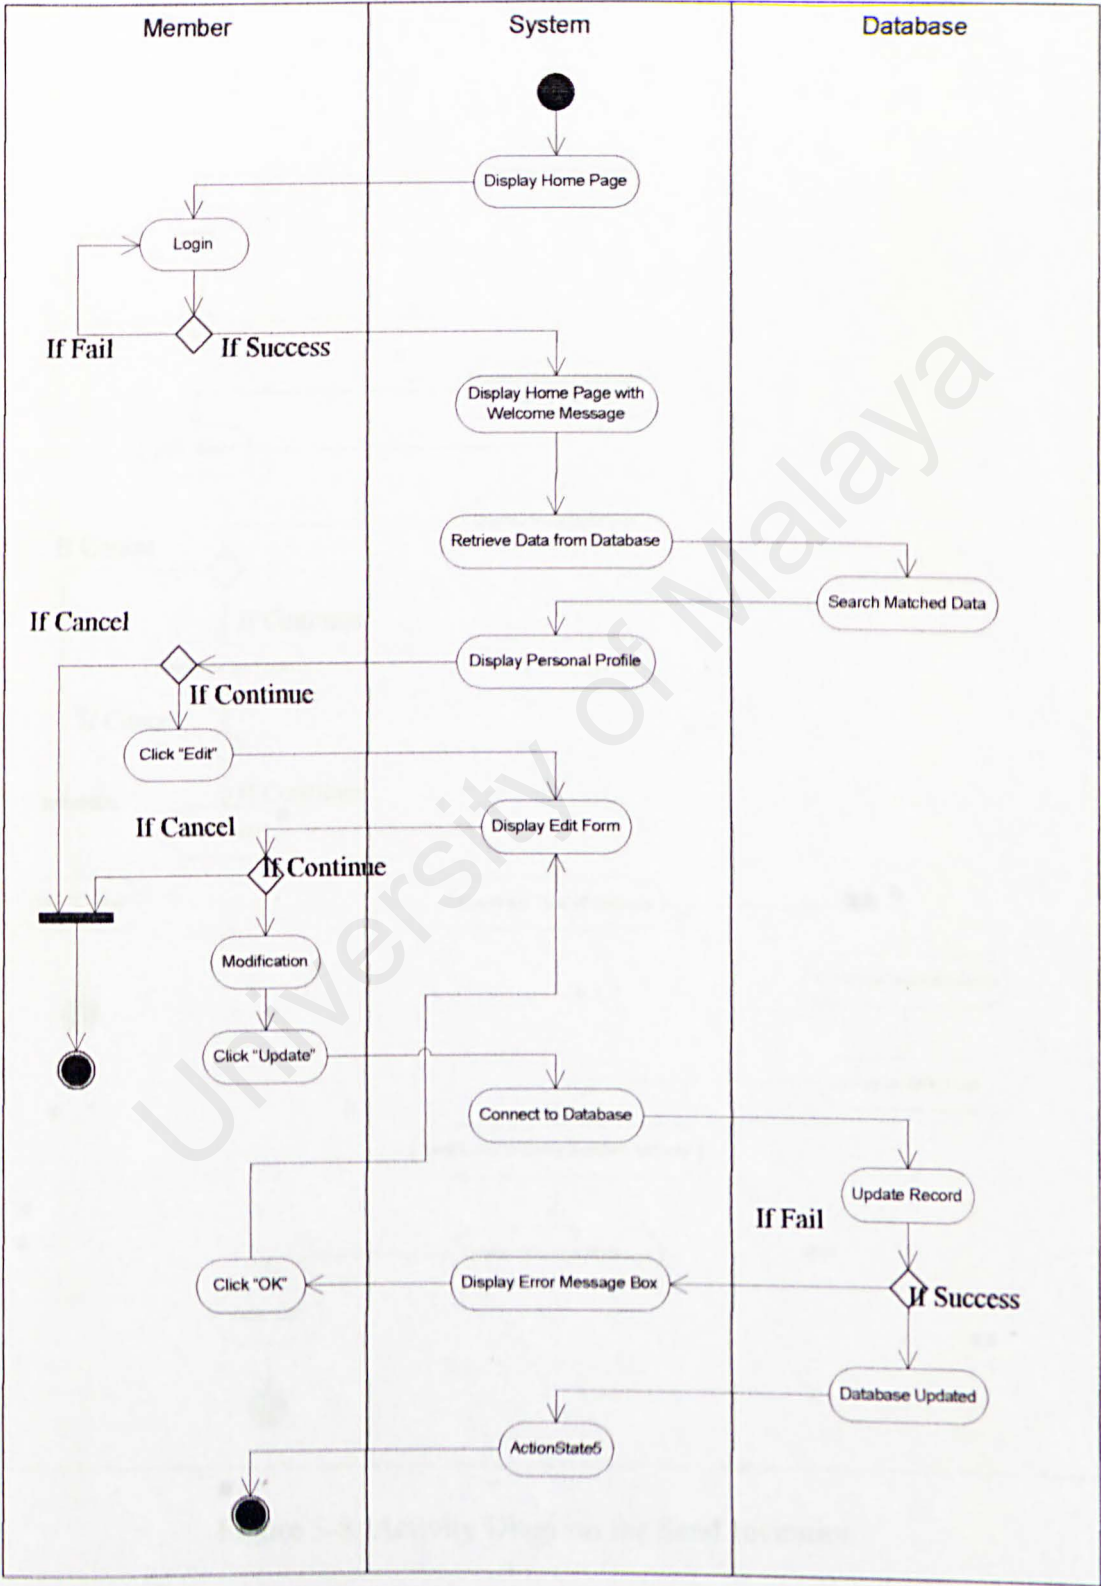 Member
System
Database
Display Home Page
Login
If Fail
If Success
Display Home Page with
Welcome Message
Retrieve Data from Database
Search Matched Data
If Cancel
Display Personal Profile
If Continue
Click "Edit"
If Cancel
Display Edit Form
If Continue
Modification
Click "Update"
Connect to Database
Update Record
If Fail
Click "OK"
Display Error Message Box
If Success
Database Updated
ActionState5
University of Malaya